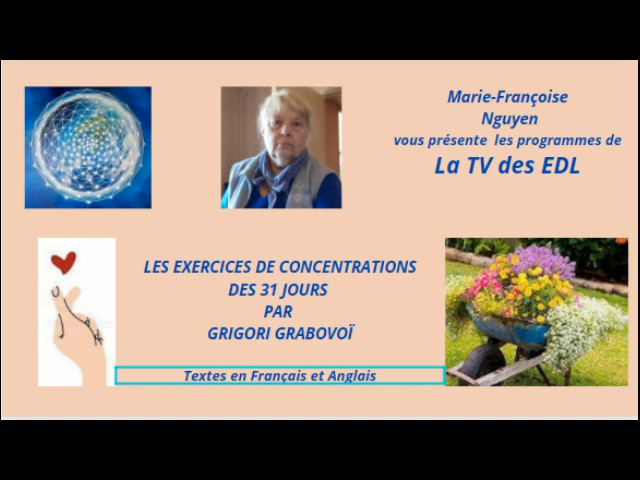 Marie-Françoise
Nguyen
vous présente les programmes de
La TV des EDL
LES EXERCICES DE CONCENTRATIONS
DES 31 JOURS
PAR
GRIGORI GRABOVOÏ
Textes en Français et Anglais